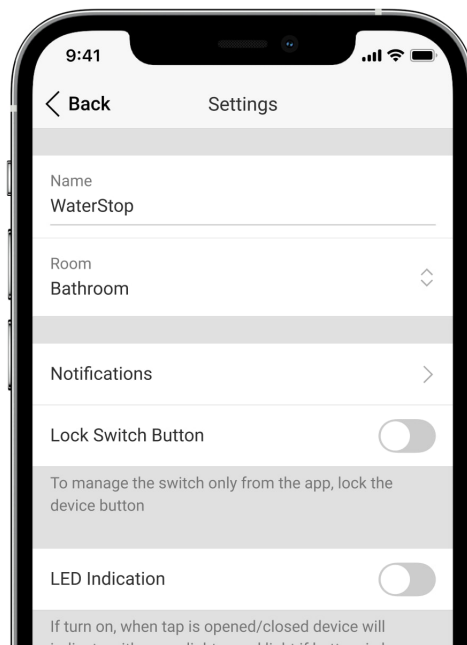 9:41
Back Settings
Name
WaterStop
Room
Bathroom
Notifications
Lock Switch Button
To manage the switch only from the app, lock the
device button
LED Indication
If turn on, when tap is opened/closed device will